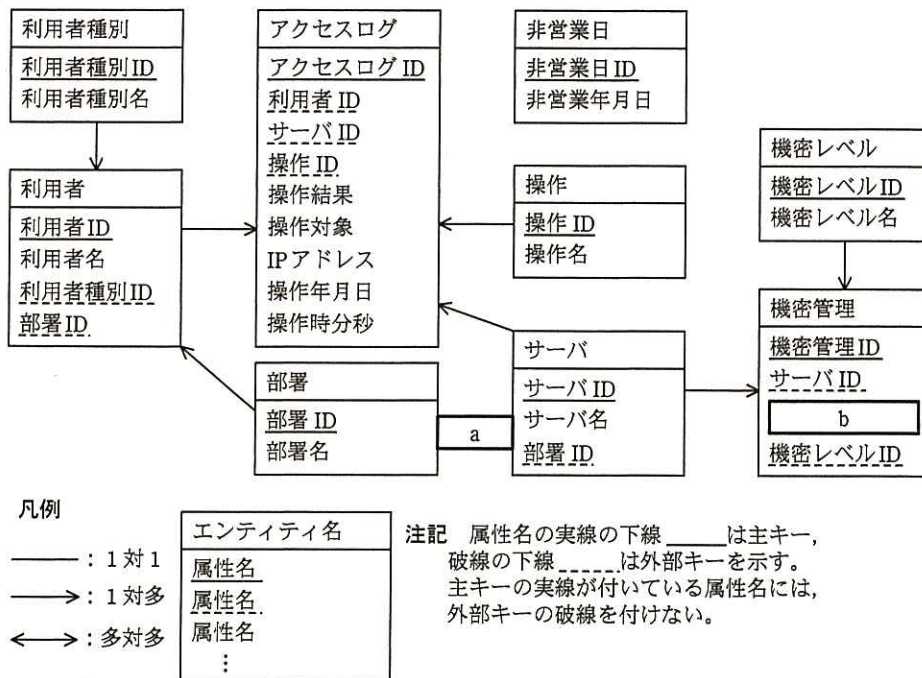 利用者種別
利用者種別ID
利用者種別名
アクセスログ
アクセスログID
利用者ID
サーバID
操作ID
操作結果
操作対象
IPアドレス
操作年月日
操作時分秒
非営業日
非営業日ID
非営業年月日
機密レベル
機密レベルID
機密レベル名
利用者
利用者ID
利用者名
利用者種別ID
部署ID
操作
操作ID
操作名
機密管理
機密管理ID
サーバID
b
機密レベルID
部署
部署ID
部署名
a
サーバ
サーバID
サーバ名
部署ID
凡例
:1対1
:1対多
:多対多
エンティティ名
属性名
属性名
属性名
⋮
注記 属性名の実線の下線 は主キー,
破線の下線 は外部キーを示す。
主キーの実線が付いている属性名には,
外部キーの破線を付けない。